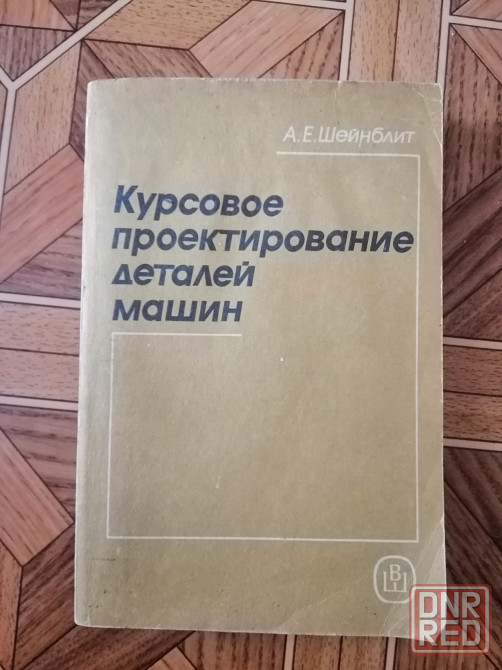 А.Е.Шейнблит
Курсовое
проектирование
деталей
машин
ВШ
DNR
RED